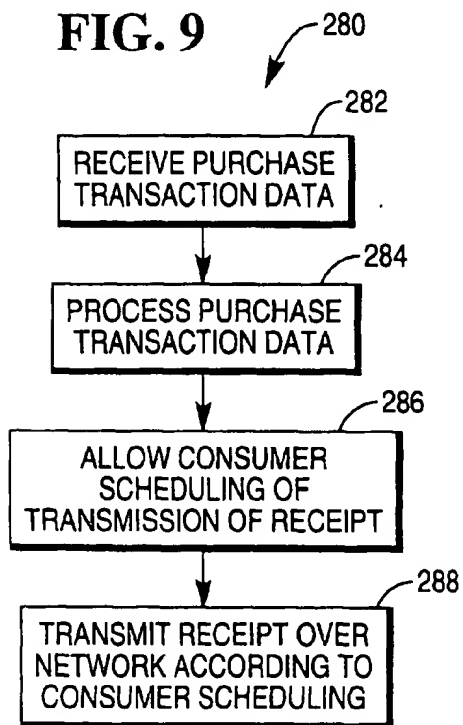 FIG. 9
280
282
RECEIVE PURCHASE
TRANSACTION DATA
284
PROCESS PURCHASE
TRANSACTION DATA
286
ALLOW CONSUMER
SCHEDULING OF
TRANSMISSION OF RECEIPT
288
TRANSMIT RECEIPT OVER
NETWORK ACCORDING TO
CONSUMER SCHEDULING